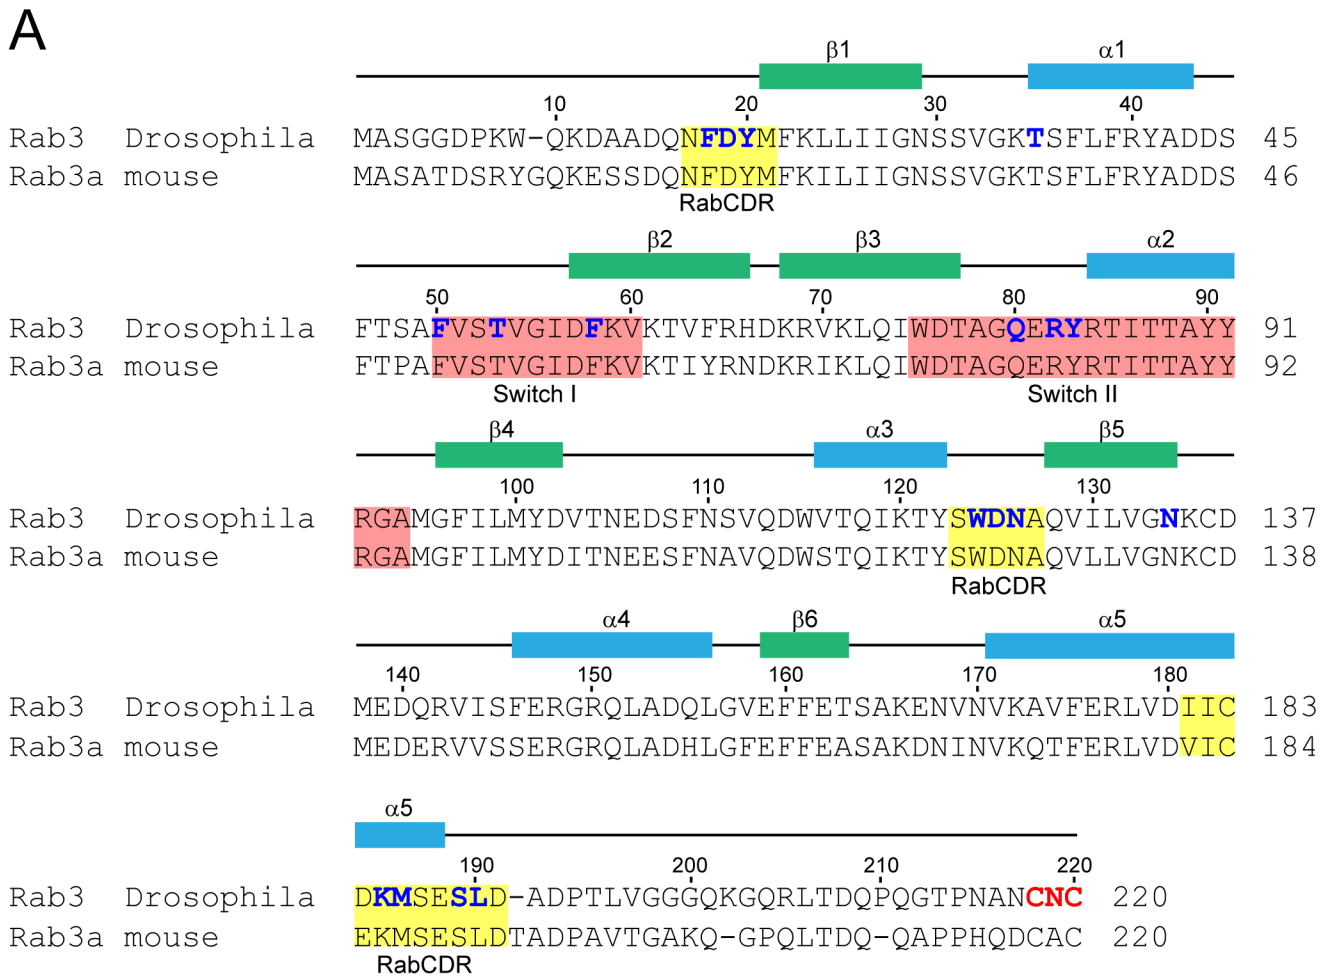 A
β1 α1
10 20 30 40
Rab3 Drosophila MASGGDPKW-QKDAADQNFDYMFKLLIIGNSSVGKTSFLFRYADDS 45
Rab3a mouse MASATDSRYGQKESSDQNFDYMFKILIIGNSSVGKTSFLFRYADDS 46
RabCDR
β2 β3 α2
50 60 70 80 90
Rab3 Drosophila FTSAFVSTVGIDFKVKTVFRHDKRVKLQIWDTAGQERYRTITTAYY 91
Rab3a mouse FTPAFVSTVGIDFKVKTIYRNDKRIKLQIWDTAGQERYRTITTAYY 92
Switch I Switch II
β4 α3 β5
100 110 120 130
Rab3 Drosophila RGAMGFILMYDVTNEDSFNSVQDWVTQIKTYSWDNAQVILVGNKCD 137
Rab3a mouse RGAMGFILMYDITNEESFNAVQDWSTQIKTYSWDNAQVLLVGNKCD 138
RabCDR
α4 β6 α5
140 150 160 170 180
Rab3 Drosophila MEDQRVISFERGRQLADQLGVEFFETSAKENVNVKAVFERLVDIIC 183
Rab3a mouse MEDERVVSSERGRQLADHLGFEFFEASAKDNINVKQTFERLVDVIC 184
α5
190 200 210 220
Rab3 Drosophila DKMSESLD-ADPTLVGGGQKGQRLTDQPQGTPNANCNC 220
Rab3a mouse EKMSESLDTADPAVTGAKQ-GPQLTDQ-QAPPHQDCAC 220
RabCDR